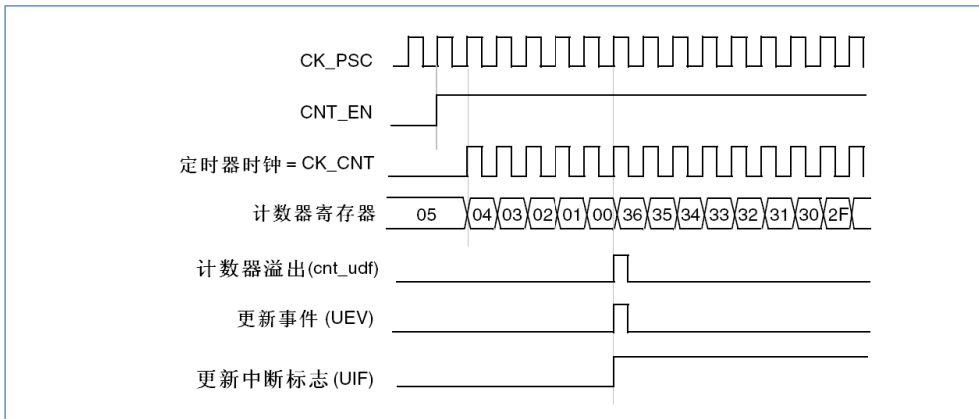 CK_PSC
CNT_EN
定时器时钟 = CK_CNT
计数器寄存器 05 04 03 02 01 00 36 35 34 33 32 31 30 2F
计数器溢出(cnt_udf)
更新事件 (UEV)
更新中断标志 (UIF)